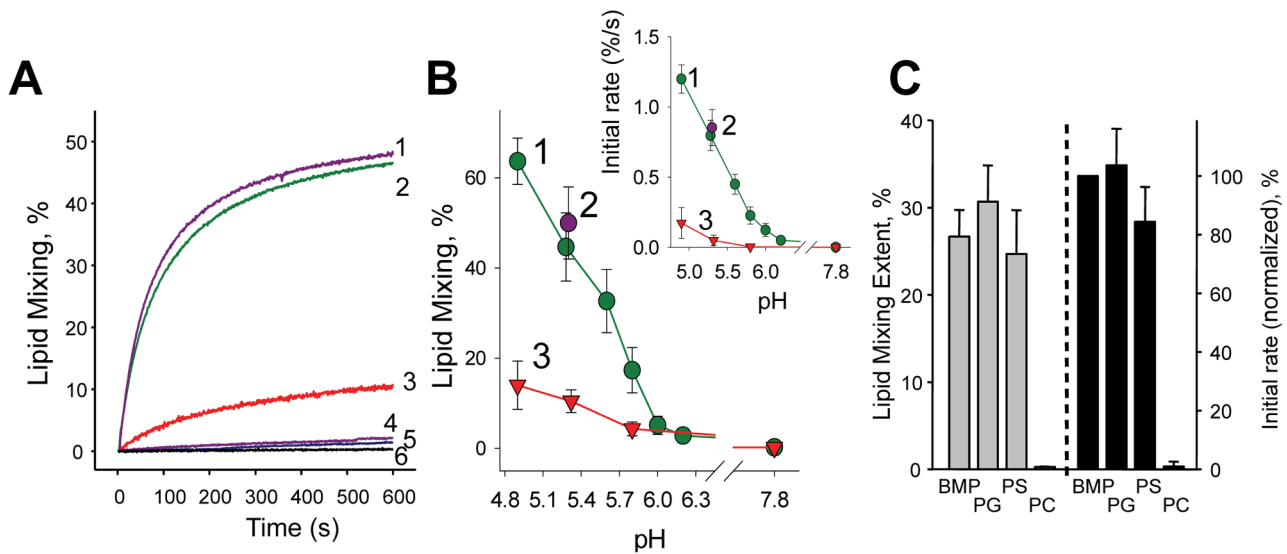 A
Lipid Mixing, %
50
40
30
20
10
0
1
2
3
4
5
6
0 100 200 300 400 500 600
Time (s)
B
Lipid Mixing, %
60
40
20
0
1
2
3
4.8 5.1 5.4 5.7 6.0 6.3 7.8
pH
Initial rate (%/s)
1.5
1.0
0.5
0.0
1
2
3
5.0 5.5 6.0 7.8
pH
C
Lipid Mixing Extent, %
40
30
20
10
0
BMP PS BMP PS
PG PC PG PC
100
80
60
40
20
0
Initial rate (normalized), %